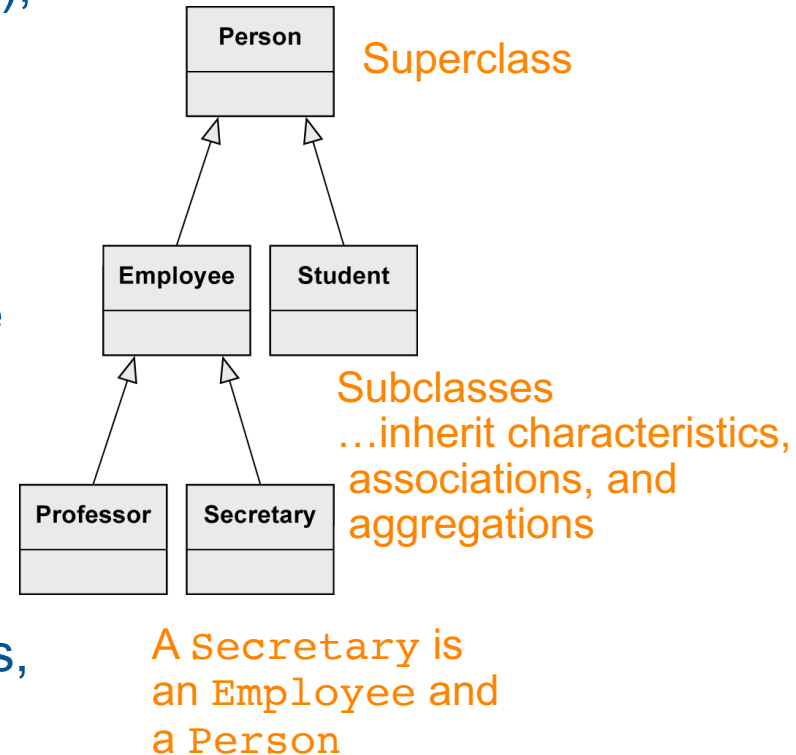 ),
Person
Superclass
Employee
Student
e
Subclasses
…inherit characteristics,
associations, and
aggregations
Professor
Secretary
s,
A Secretary is
an Employee and
a Person